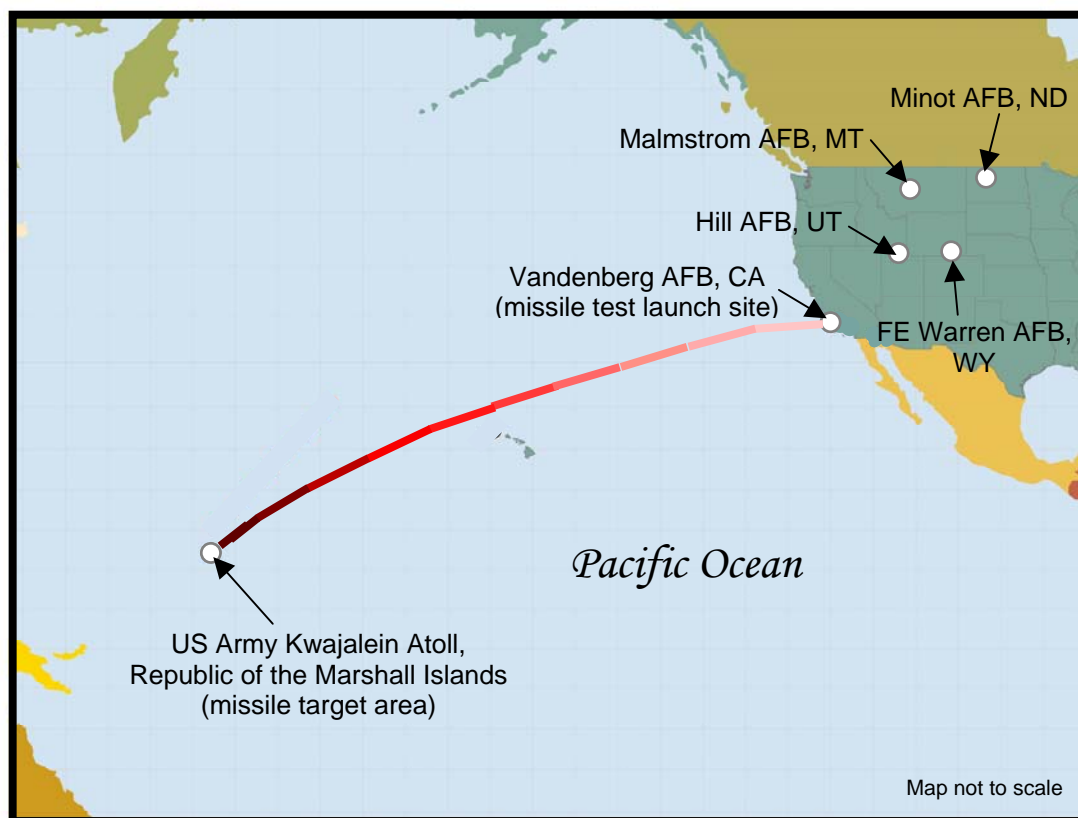 Minot AFB, ND
Malmstrom AFB, MT
Hill AFB, UT
Vandenberg AFB, CA
(missile test launch site)
FE Warren AFB,
WY
Pacific Ocean
US Army Kwajalein Atoll,
Republic of the Marshall Islands
(missile target area)
Map not to scale